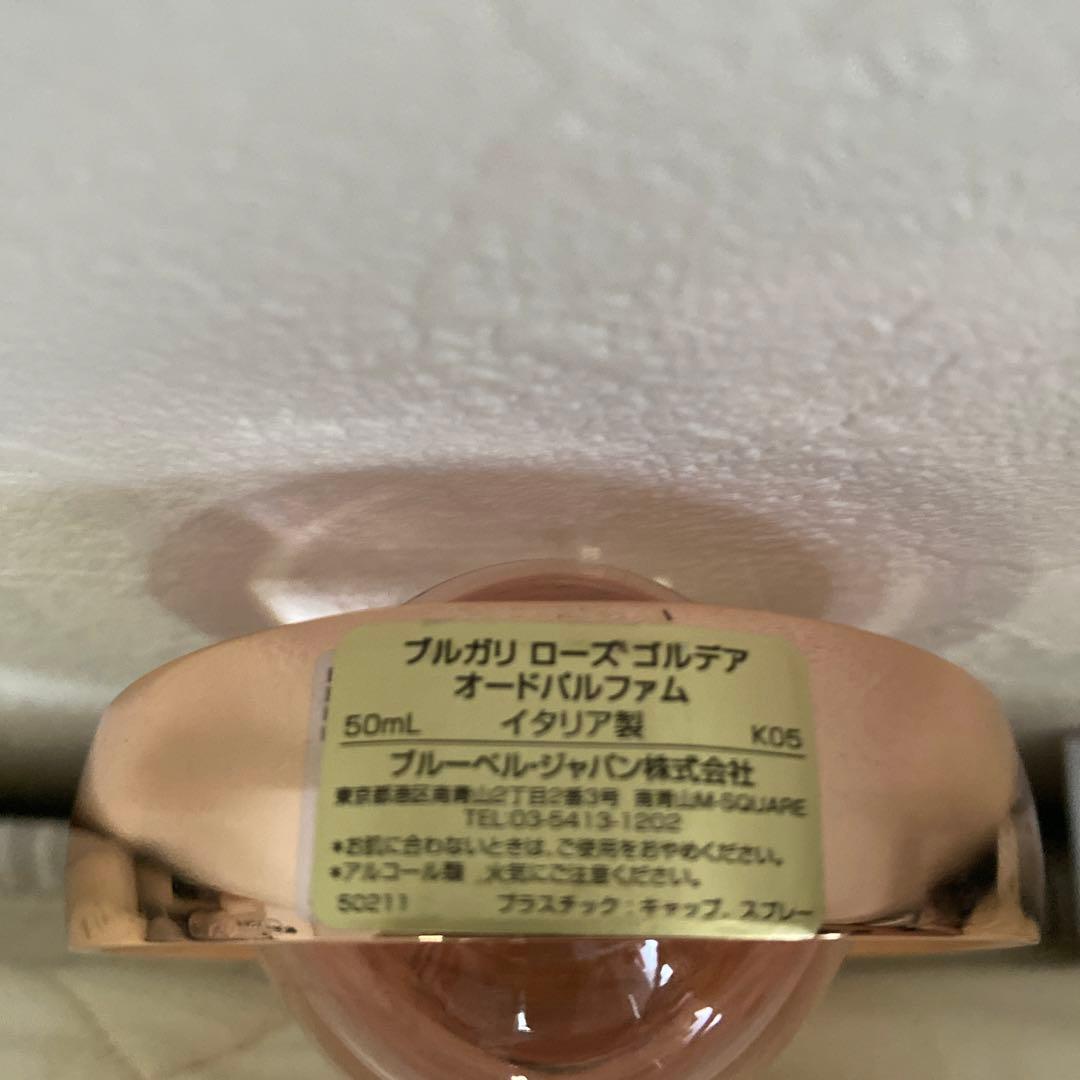 ブルガリ ローズ ゴルデア
オードパルファム
50mL イタリア製 K05
ブルーベル・ジャパン株式会社
東京都港区南青山2丁目2番3号 南青山M-SQUARE
TEL 03-5413-1202
*お肌に合わないときは、ご使用をおやめください。
*アルコール類 火気にご注意ください。
50211 プラスチック:キャップ、スプレー